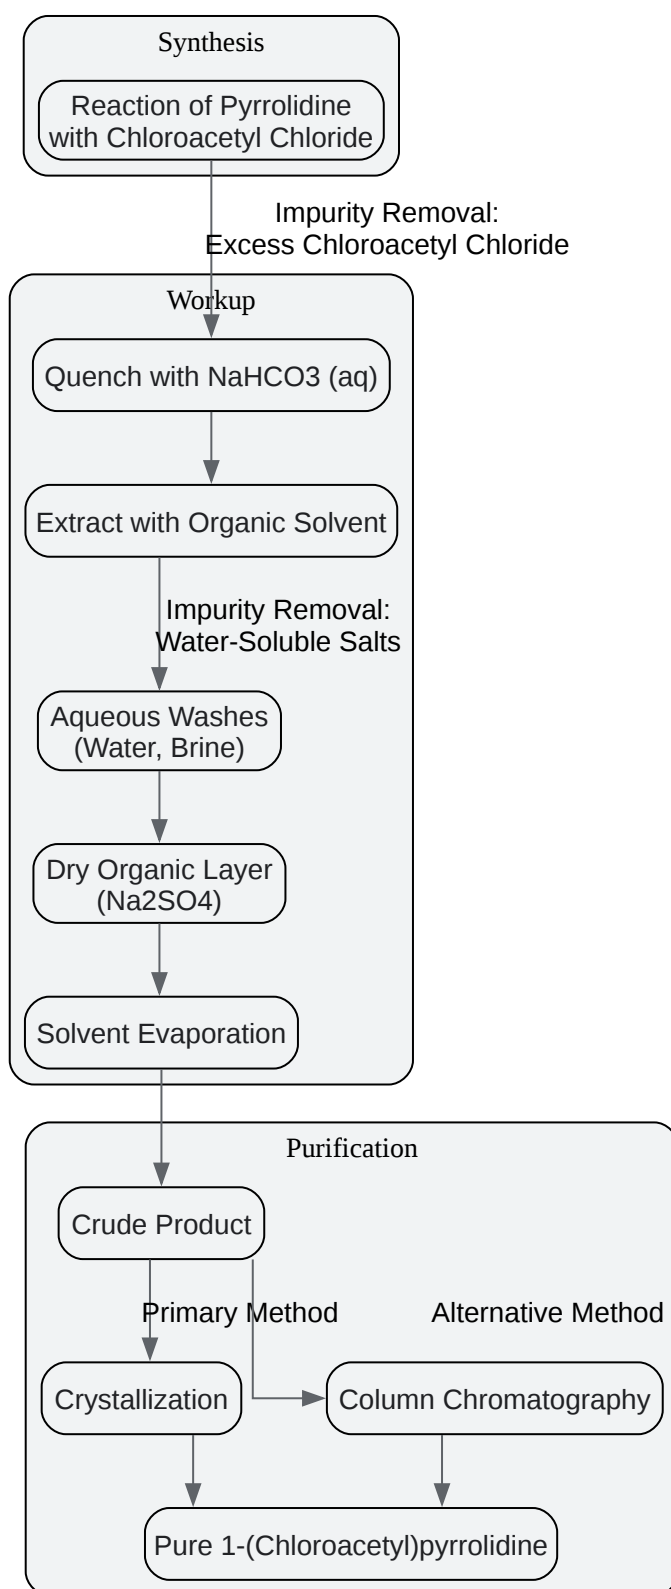 Synthesis
Reaction of Pyrrolidine
with Chloroacetyl Chloride
Impurity Removal:
Excess Chloroacetyl Chloride
Workup
Quench with NaHCO3 (aq)
Extract with Organic Solvent
Impurity Removal:
Water-Soluble Salts
Aqueous Washes
(Water, Brine)
Dry Organic Layer
(Na2SO4)
Solvent Evaporation
Purification
Crude Product
Primary Method
Alternative Method
Crystallization
Column Chromatography
Pure 1-(Chloroacetyl)pyrrolidine